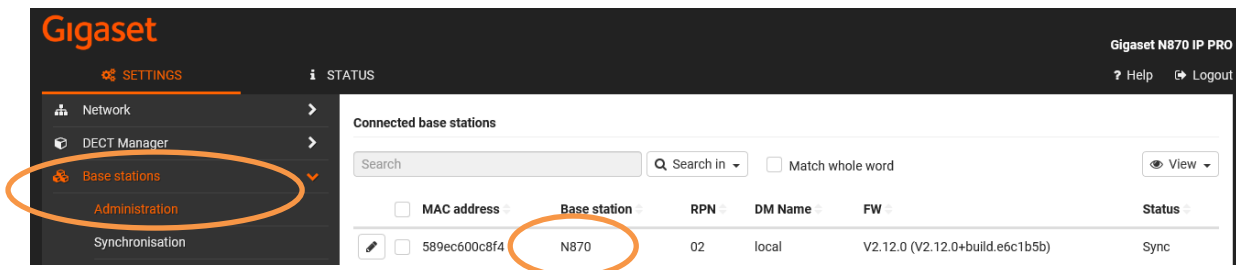 Gigaset
Gigaset N870 IP PRO
SETTINGS STATUS ? Help Logout
Network
Connected base stations
DECT Manager
Search Search in Match whole word View
Base stations
Administration
MAC address Base station RPN DM Name FW Status
Synchronisation
589ec600c8f4 N870 02 local V2.12.0 (V2.12.0+build.e6c1b5b) Sync